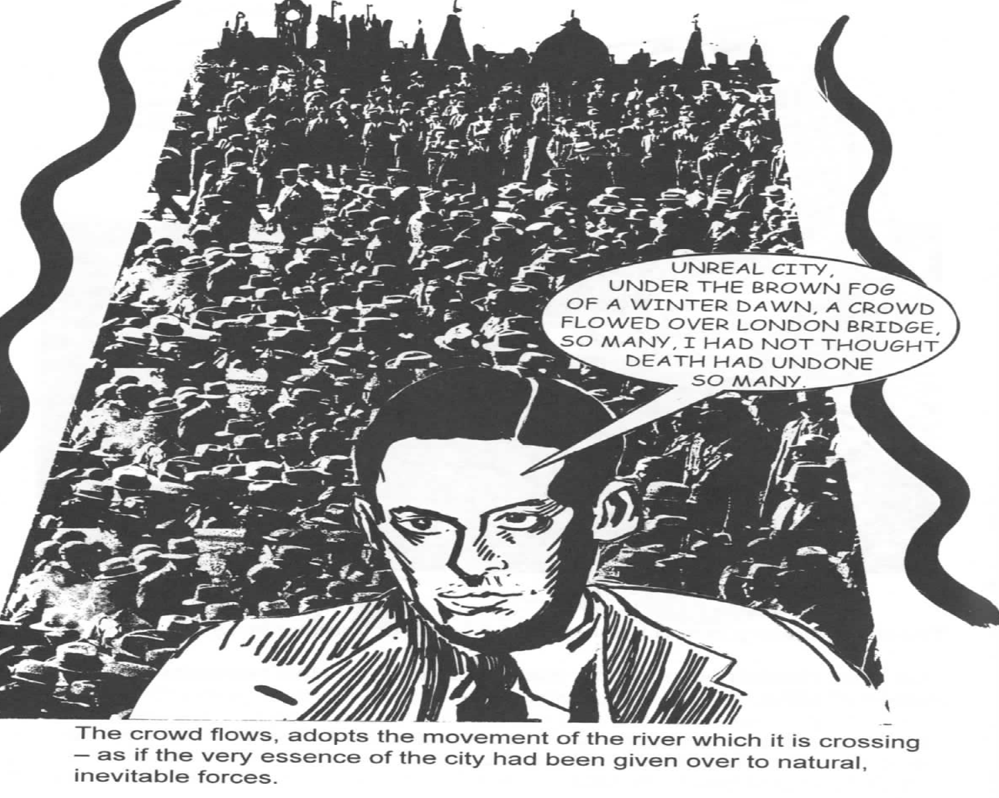 UNREAL CITY,
UNDER THE BROWN FOG
OF A WINTER DAWN, A CROWD
FLOWED OVER LONDON BRIDGE,
SO MANY, I HAD NOT THOUGHT
DEATH HAD UNDONE
SO MANY.
The crowd flows, adopts the movement of the river which it is crossing
– as if the very essence of the city had been given over to natural,
inevitable forces.